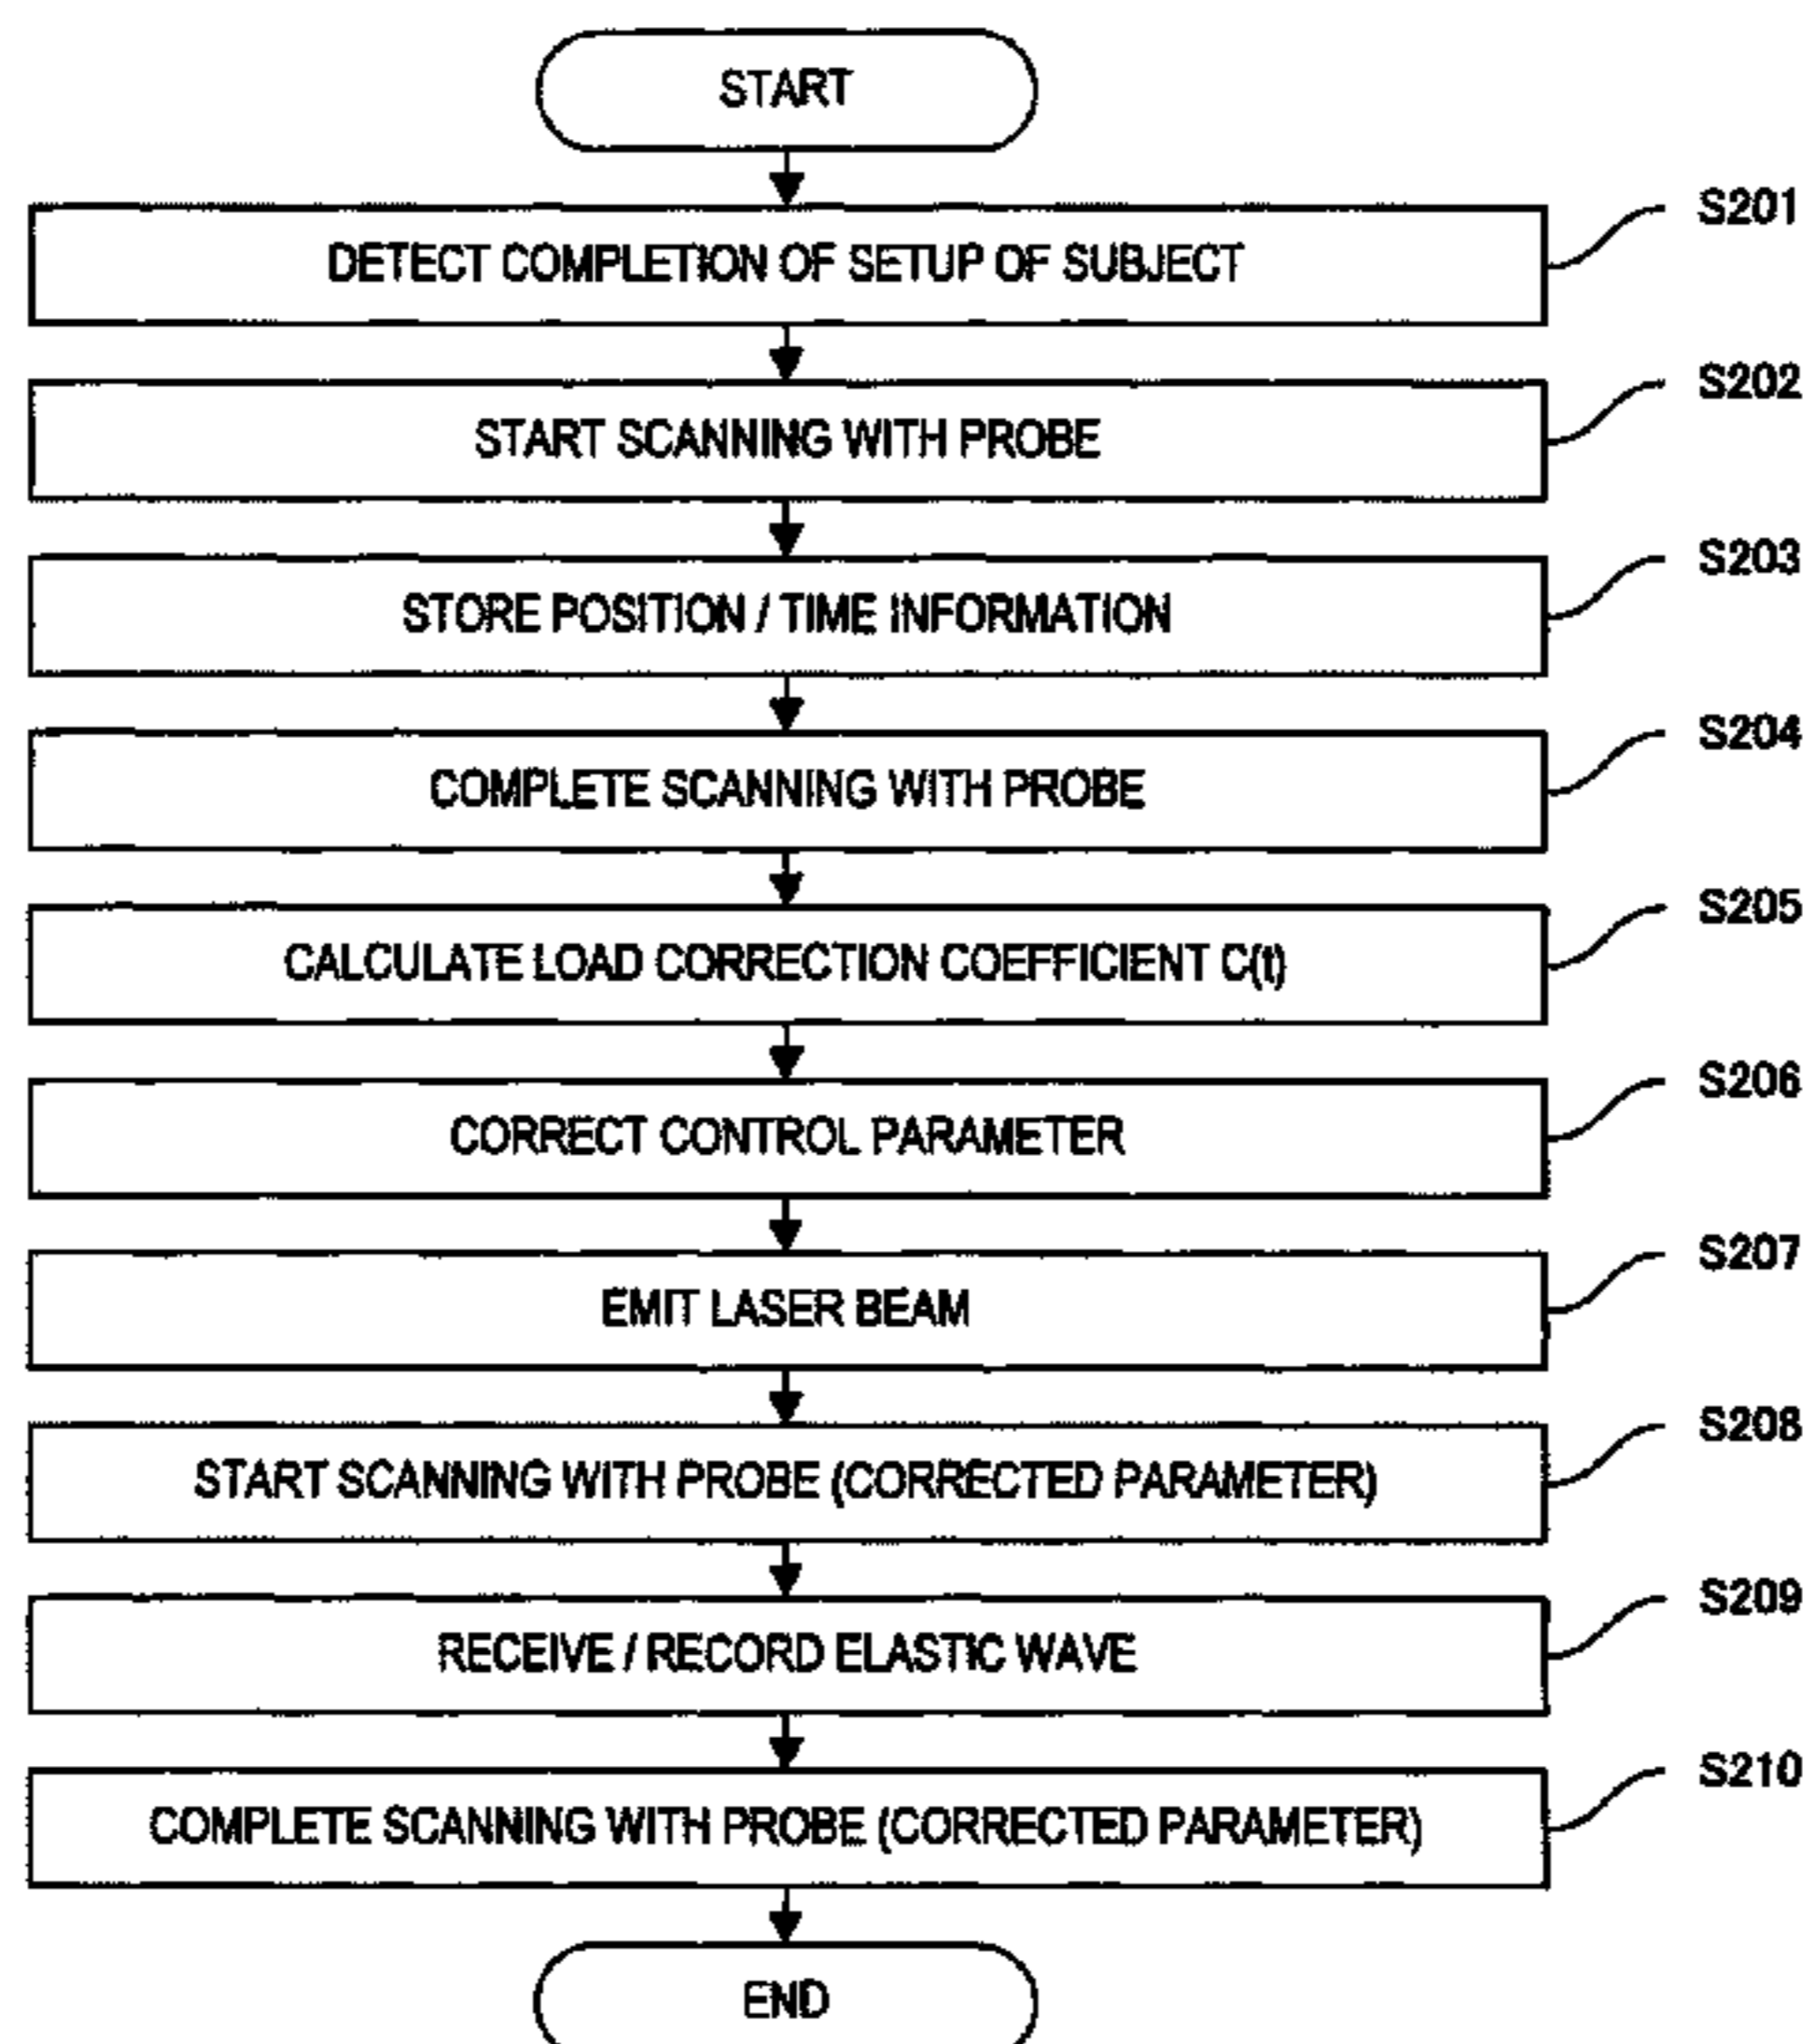 START
S201
DETECT COMPLETION OF SETUP OF SUBJECT
S202
START SCANNING WITH PROBE
S203
STORE POSITION / TIME INFORMATION
S204
COMPLETE SCANNING WITH PROBE
S205
CALCULATE LOAD CORRECTION COEFFICIENT C(t)
S206
CORRECT CONTROL PARAMETER
S207
EMIT LASER BEAM
S208
START SCANNING WITH PROBE (CORRECTED PARAMETER)
S209
RECEIVE / RECORD ELASTIC WAVE
S210
COMPLETE SCANNING WITH PROBE (CORRECTED PARAMETER)
END